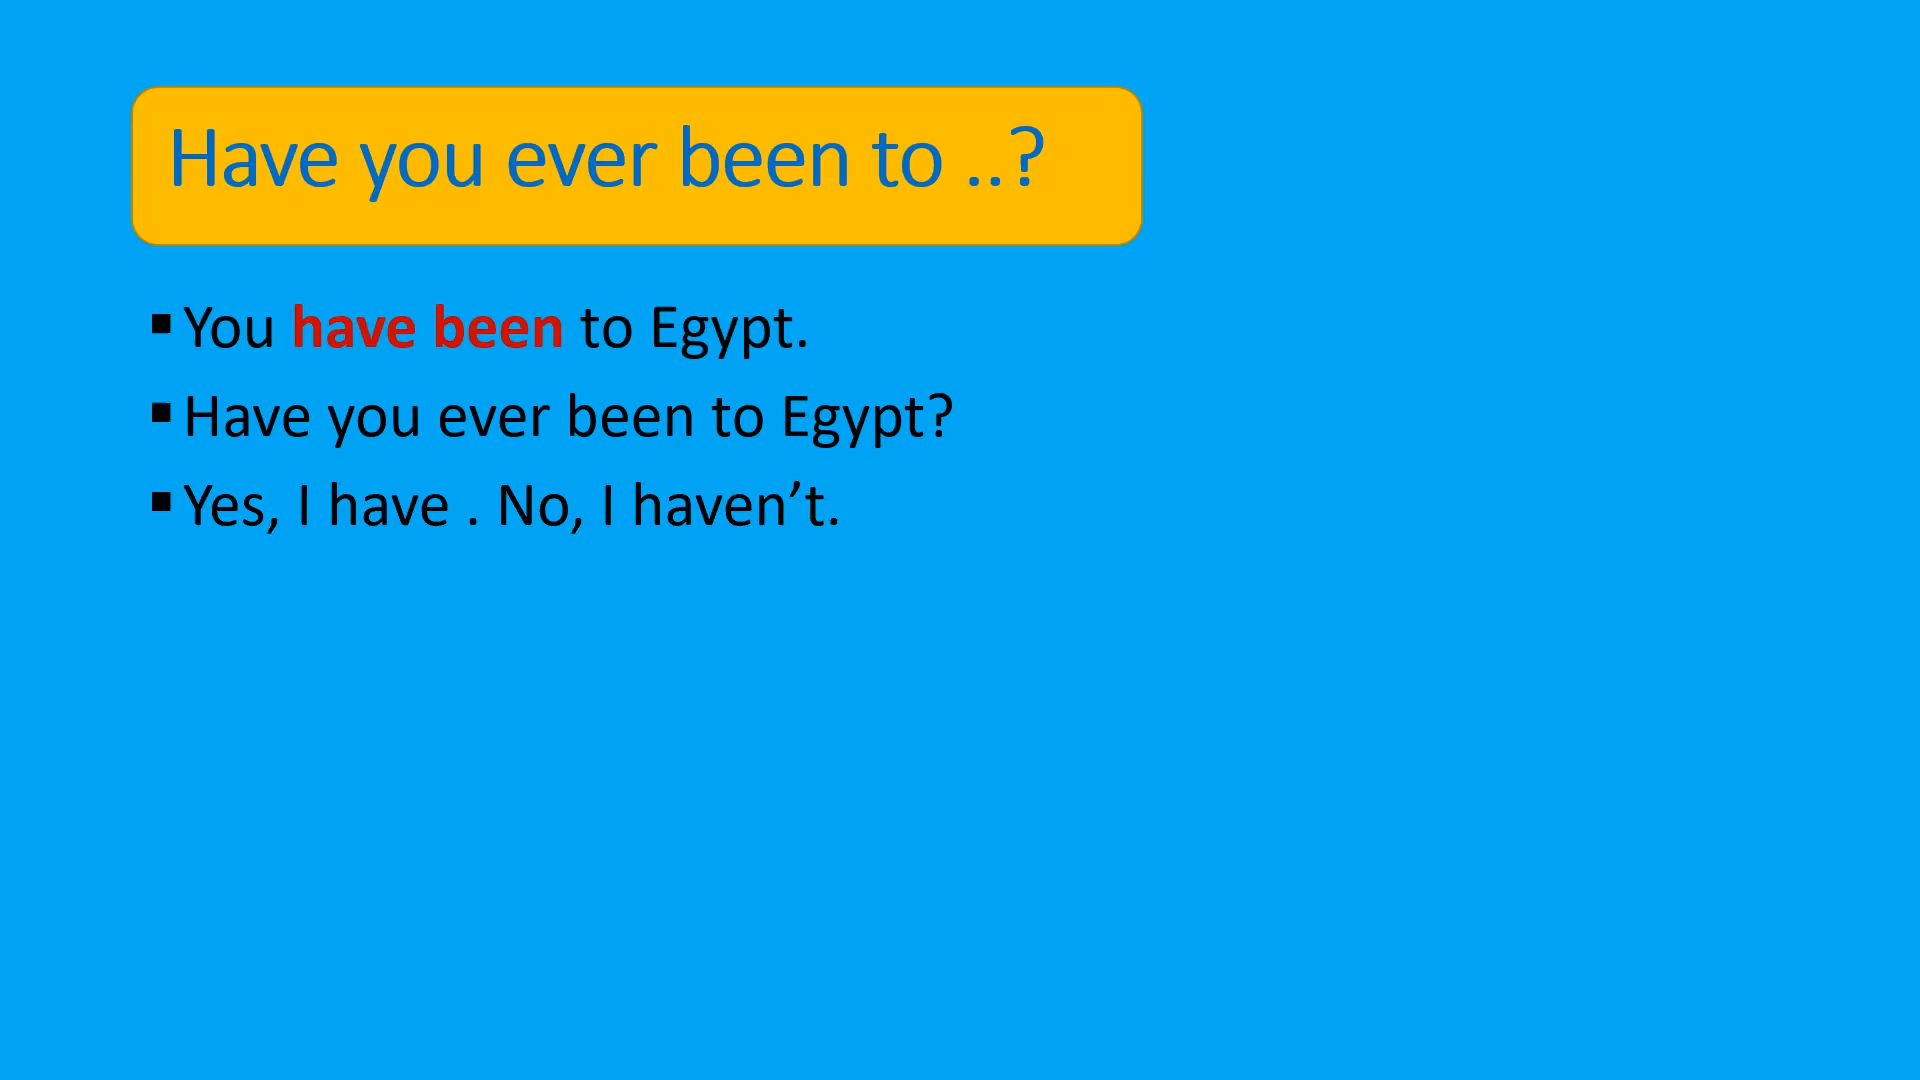 Have you ever been to ..?
▪ You have been to Egypt.
▪ Have you ever been to Egypt?
▪ Yes, I have . No, I haven’t.